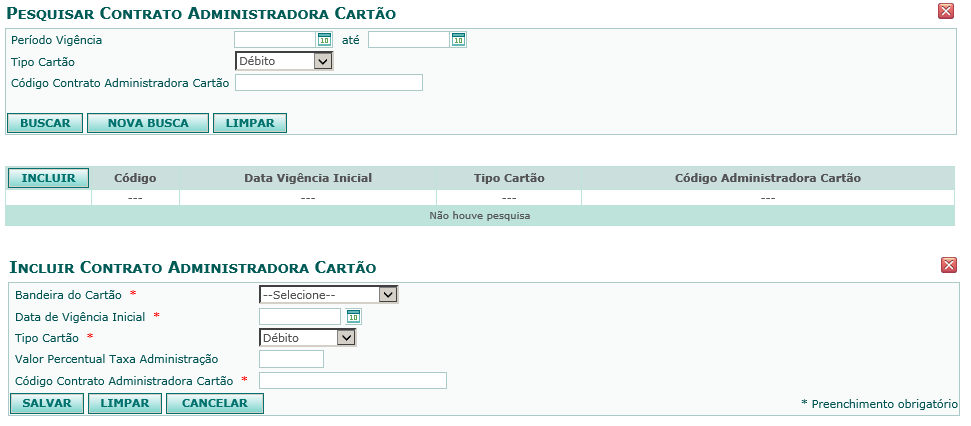 PESQUISAR CONTRATO ADMINISTRADORA CARTÃO
Período Vigência até
Tipo Cartão Débito
Código Contrato Administradora Cartão
BUSCAR NOVA BUSCA LIMPAR
INCLUIR Código Data Vigência Inicial Tipo Cartão Código Administradora Cartão
--- --- --- ---
Não houve pesquisa
INCLUIR CONTRATO ADMINISTRADORA CARTÃO
Bandeira do Cartão * --Selecione--
Data de Vigência Inicial *
Tipo Cartão * Débito
Valor Percentual Taxa Administração
Código Contrato Administradora Cartão *
SALVAR LIMPAR CANCELAR * Preenchimento obrigatório